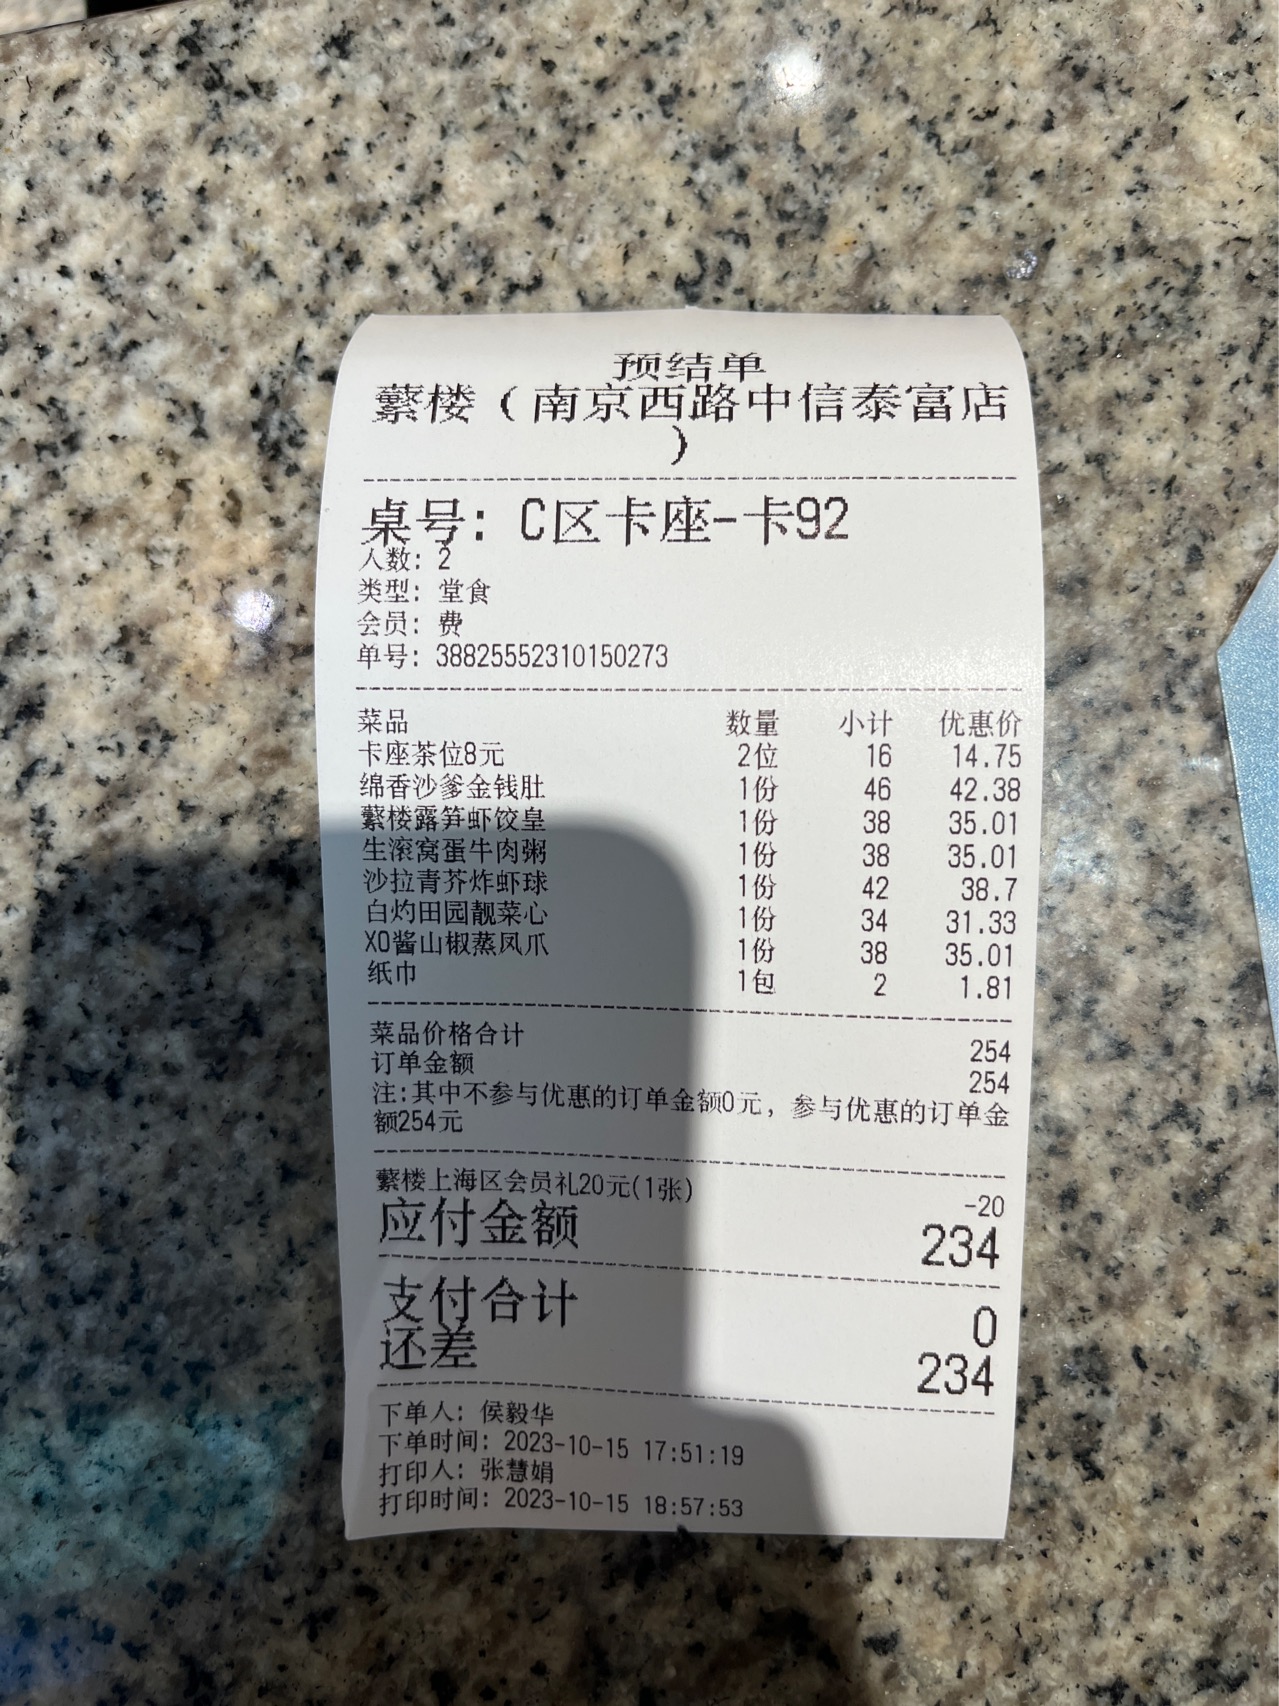 预结单
蘩楼（南京西路中信泰富店
）
桌号：C区卡座-卡92
人数：2
类型：堂食
会员：费
单号：38825552310150273
菜品 数量 小计 优惠价
卡座茶位8元 2位 16 14.75
绵香沙爹金钱肚 1份 46 42.38
蘩楼露笋虾饺皇 1份 38 35.01
生滚窝蛋牛肉粥 1份 38 35.01
沙拉青芥炸虾球 1份 42 38.7
白灼田园靓菜心 1份 34 31.33
XO酱山椒蒸凤爪 1份 38 35.01
纸巾 1包 2 1.81
菜品价格合计 254
订单金额 254
注:其中不参与优惠的订单金额0元，参与优惠的订单金
额254元
蘩楼上海区会员礼20元(1张) -20
应付金额 234
支付合计 0
还差 234
下单人：侯毅华
下单时间：2023-10-15 17:51:19
打印人：张慧娟
打印时间：2023-10-15 18:57:53